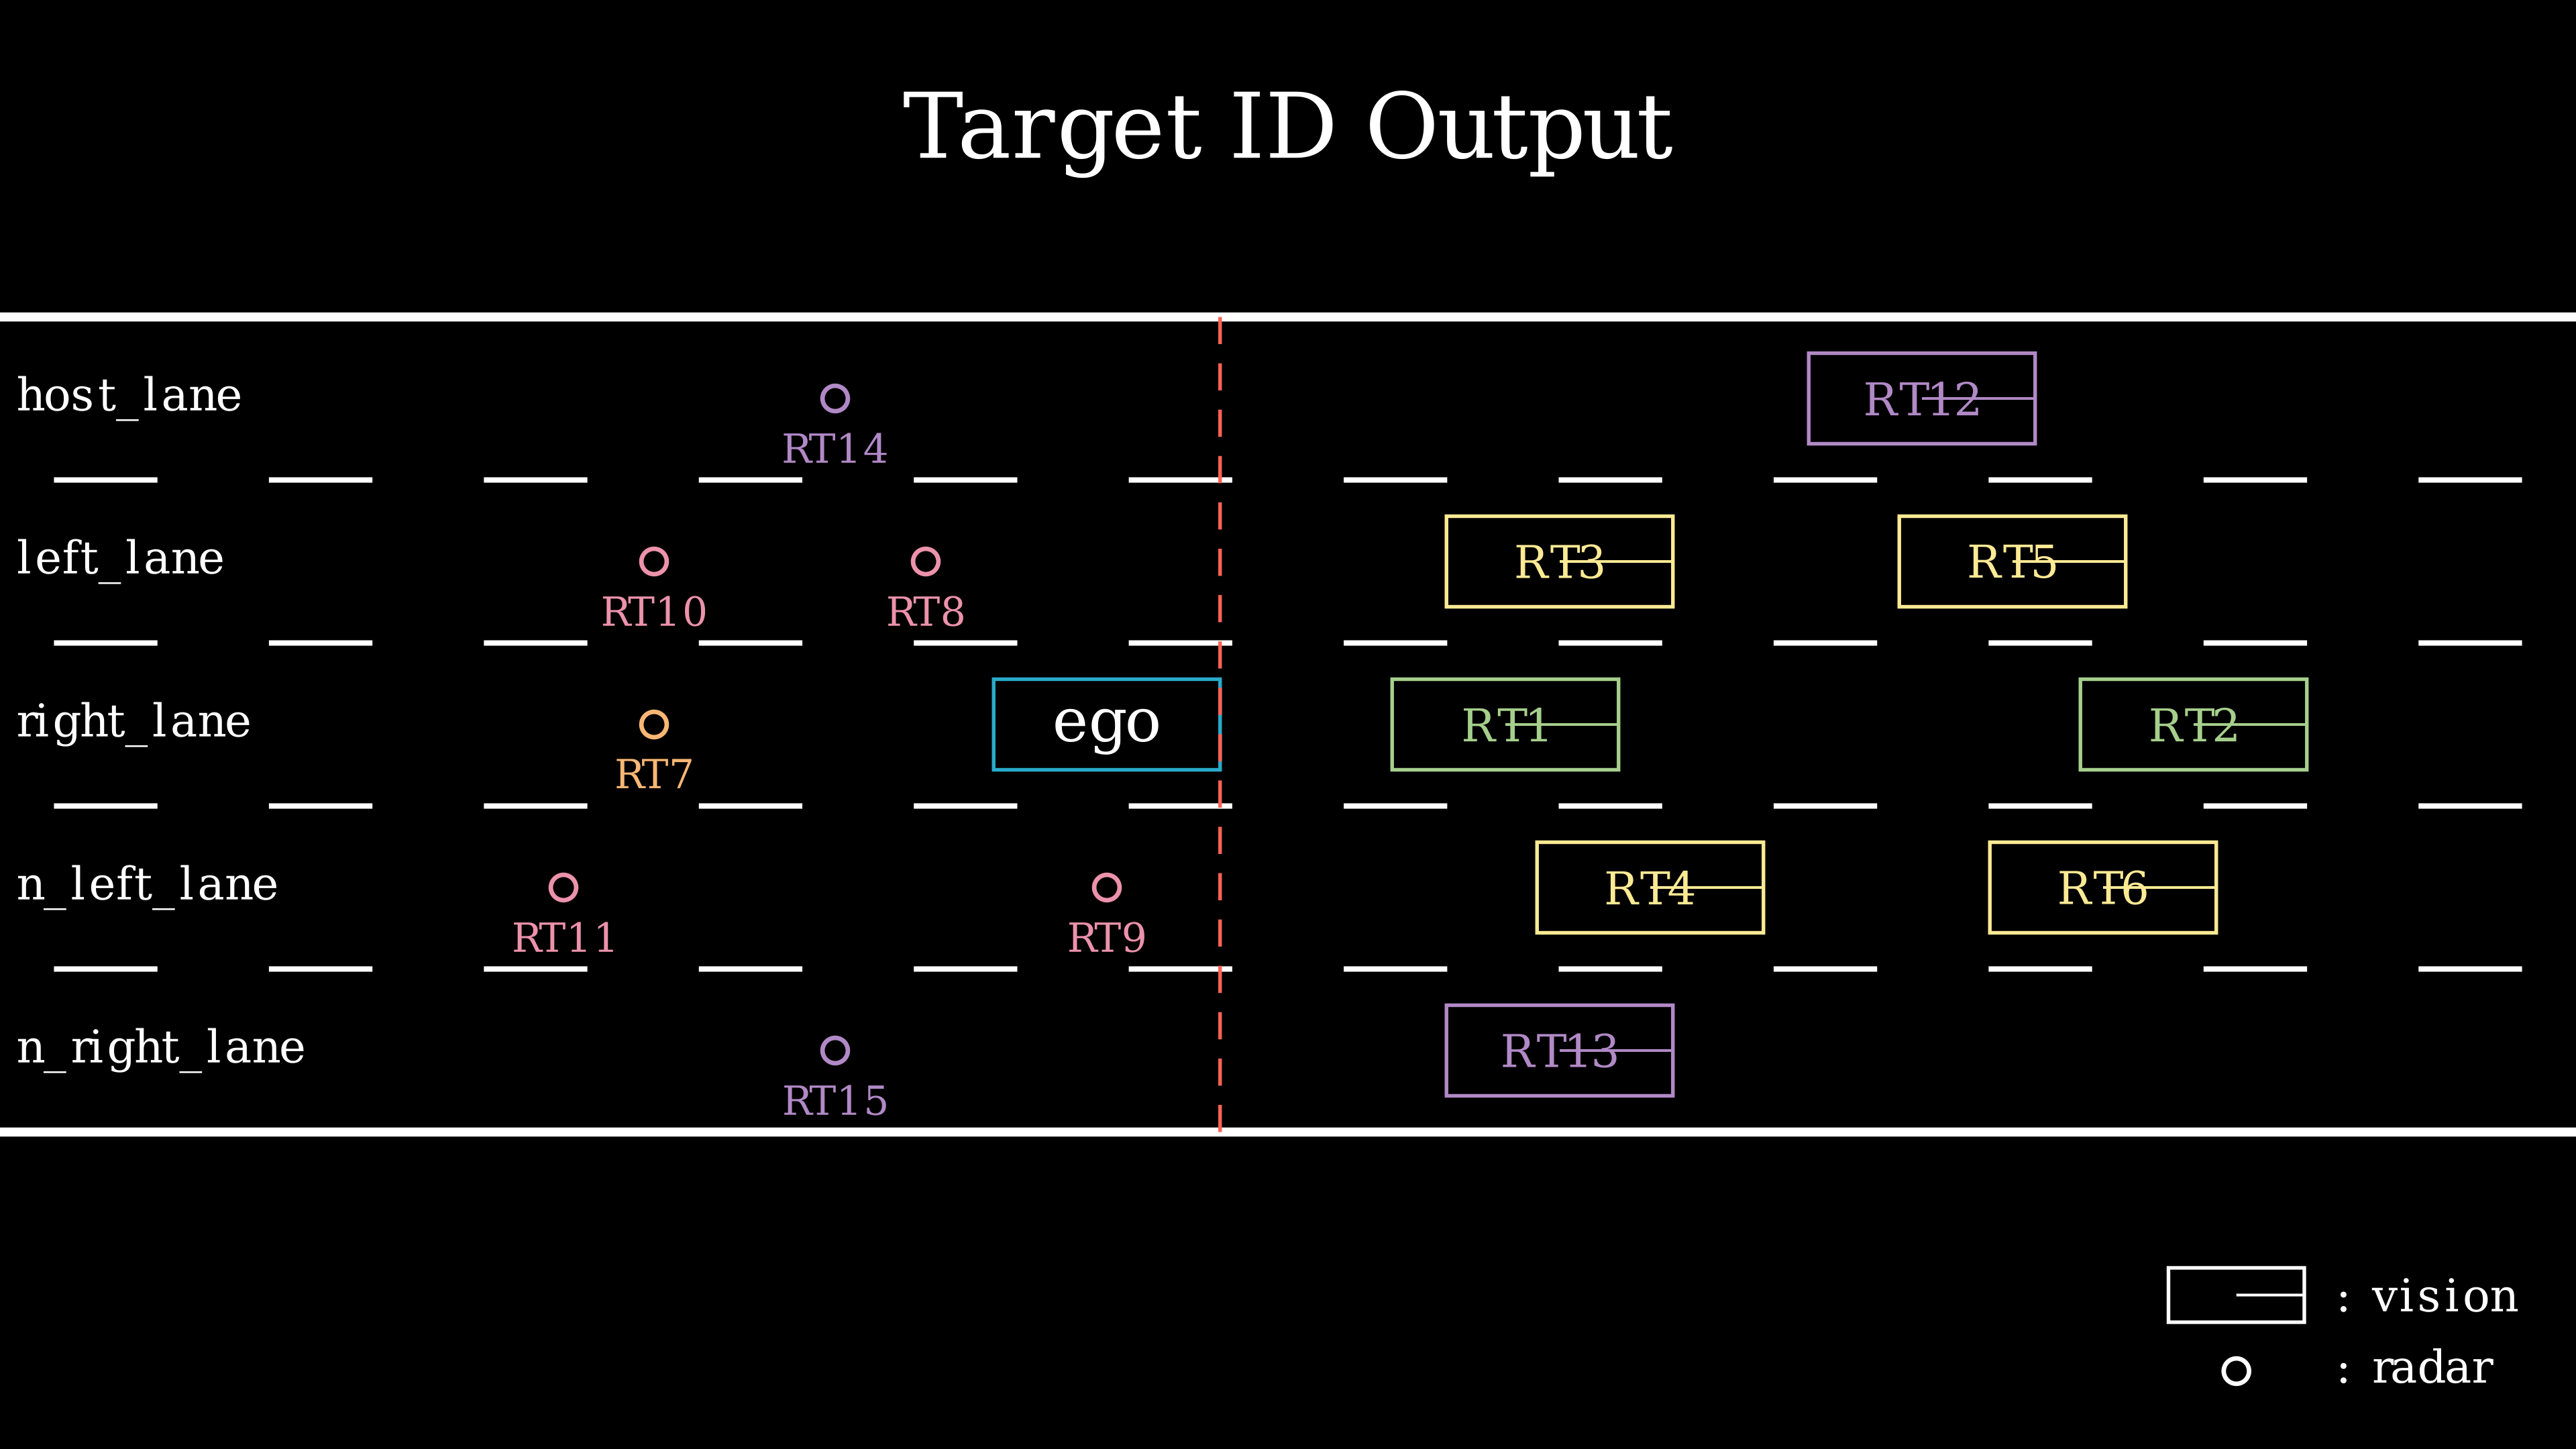 Target ID Output
host_lane
RT12
RT14
left_lane
RT3
RT5
RT10
RT8
right_lane
ego
RT1
RT2
RT7
n_left_lane
RT4
RT6
RT11
RT9
n_right_lane
RT13
RT15
: vision
: radar